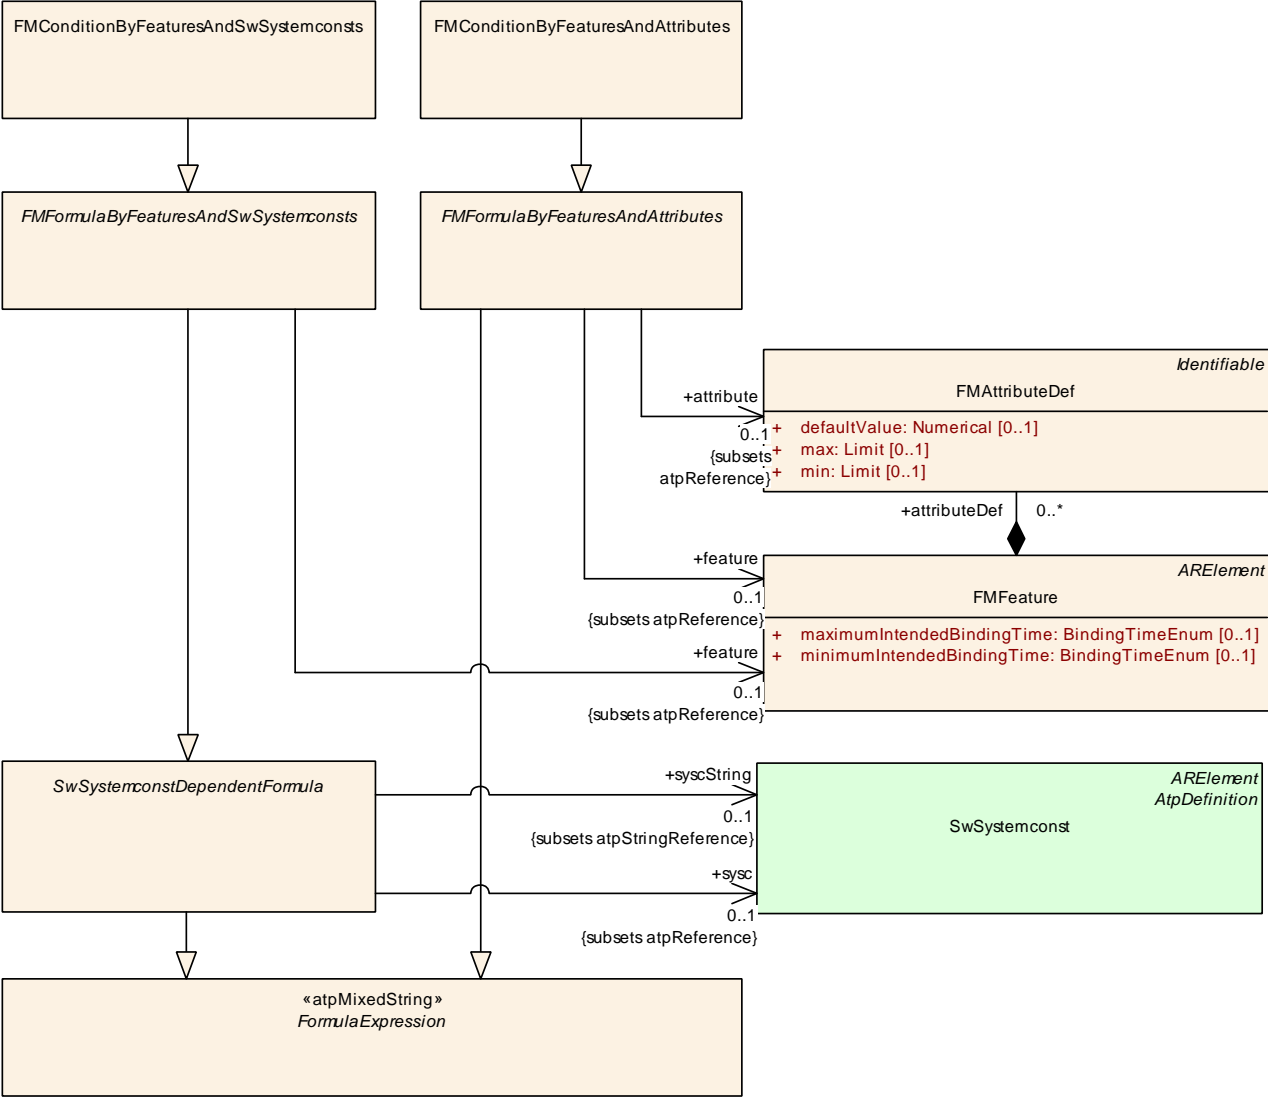 FMConditionByFeaturesAndSwSystemconsts
FMConditionByFeaturesAndAttributes
FMFormulaByFeaturesAndSwSystemconsts
FMFormulaByFeaturesAndAttributes
Identifiable
FMAttributeDef
+ defaultValue: Numerical [0..1]
+ max: Limit [0..1]
+ min: Limit [0..1]
+attribute
0..1
{subsets
atpReference}
+attributeDef
0..*
+feature
0..1
{subsets atpReference}
ARElement
FMFeature
+ maximumIntendedBindingTime: BindingTimeEnum [0..1]
+ minimumIntendedBindingTime: BindingTimeEnum [0..1]
+feature
0..1
{subsets atpReference}
SwSystemconstDependentFormula
+syscString
0..1
{subsets atpStringReference}
ARElement
AtpDefinition
SwSystemconst
+sysc
0..1
{subsets atpReference}
«atpMixedString»
FormulaExpression